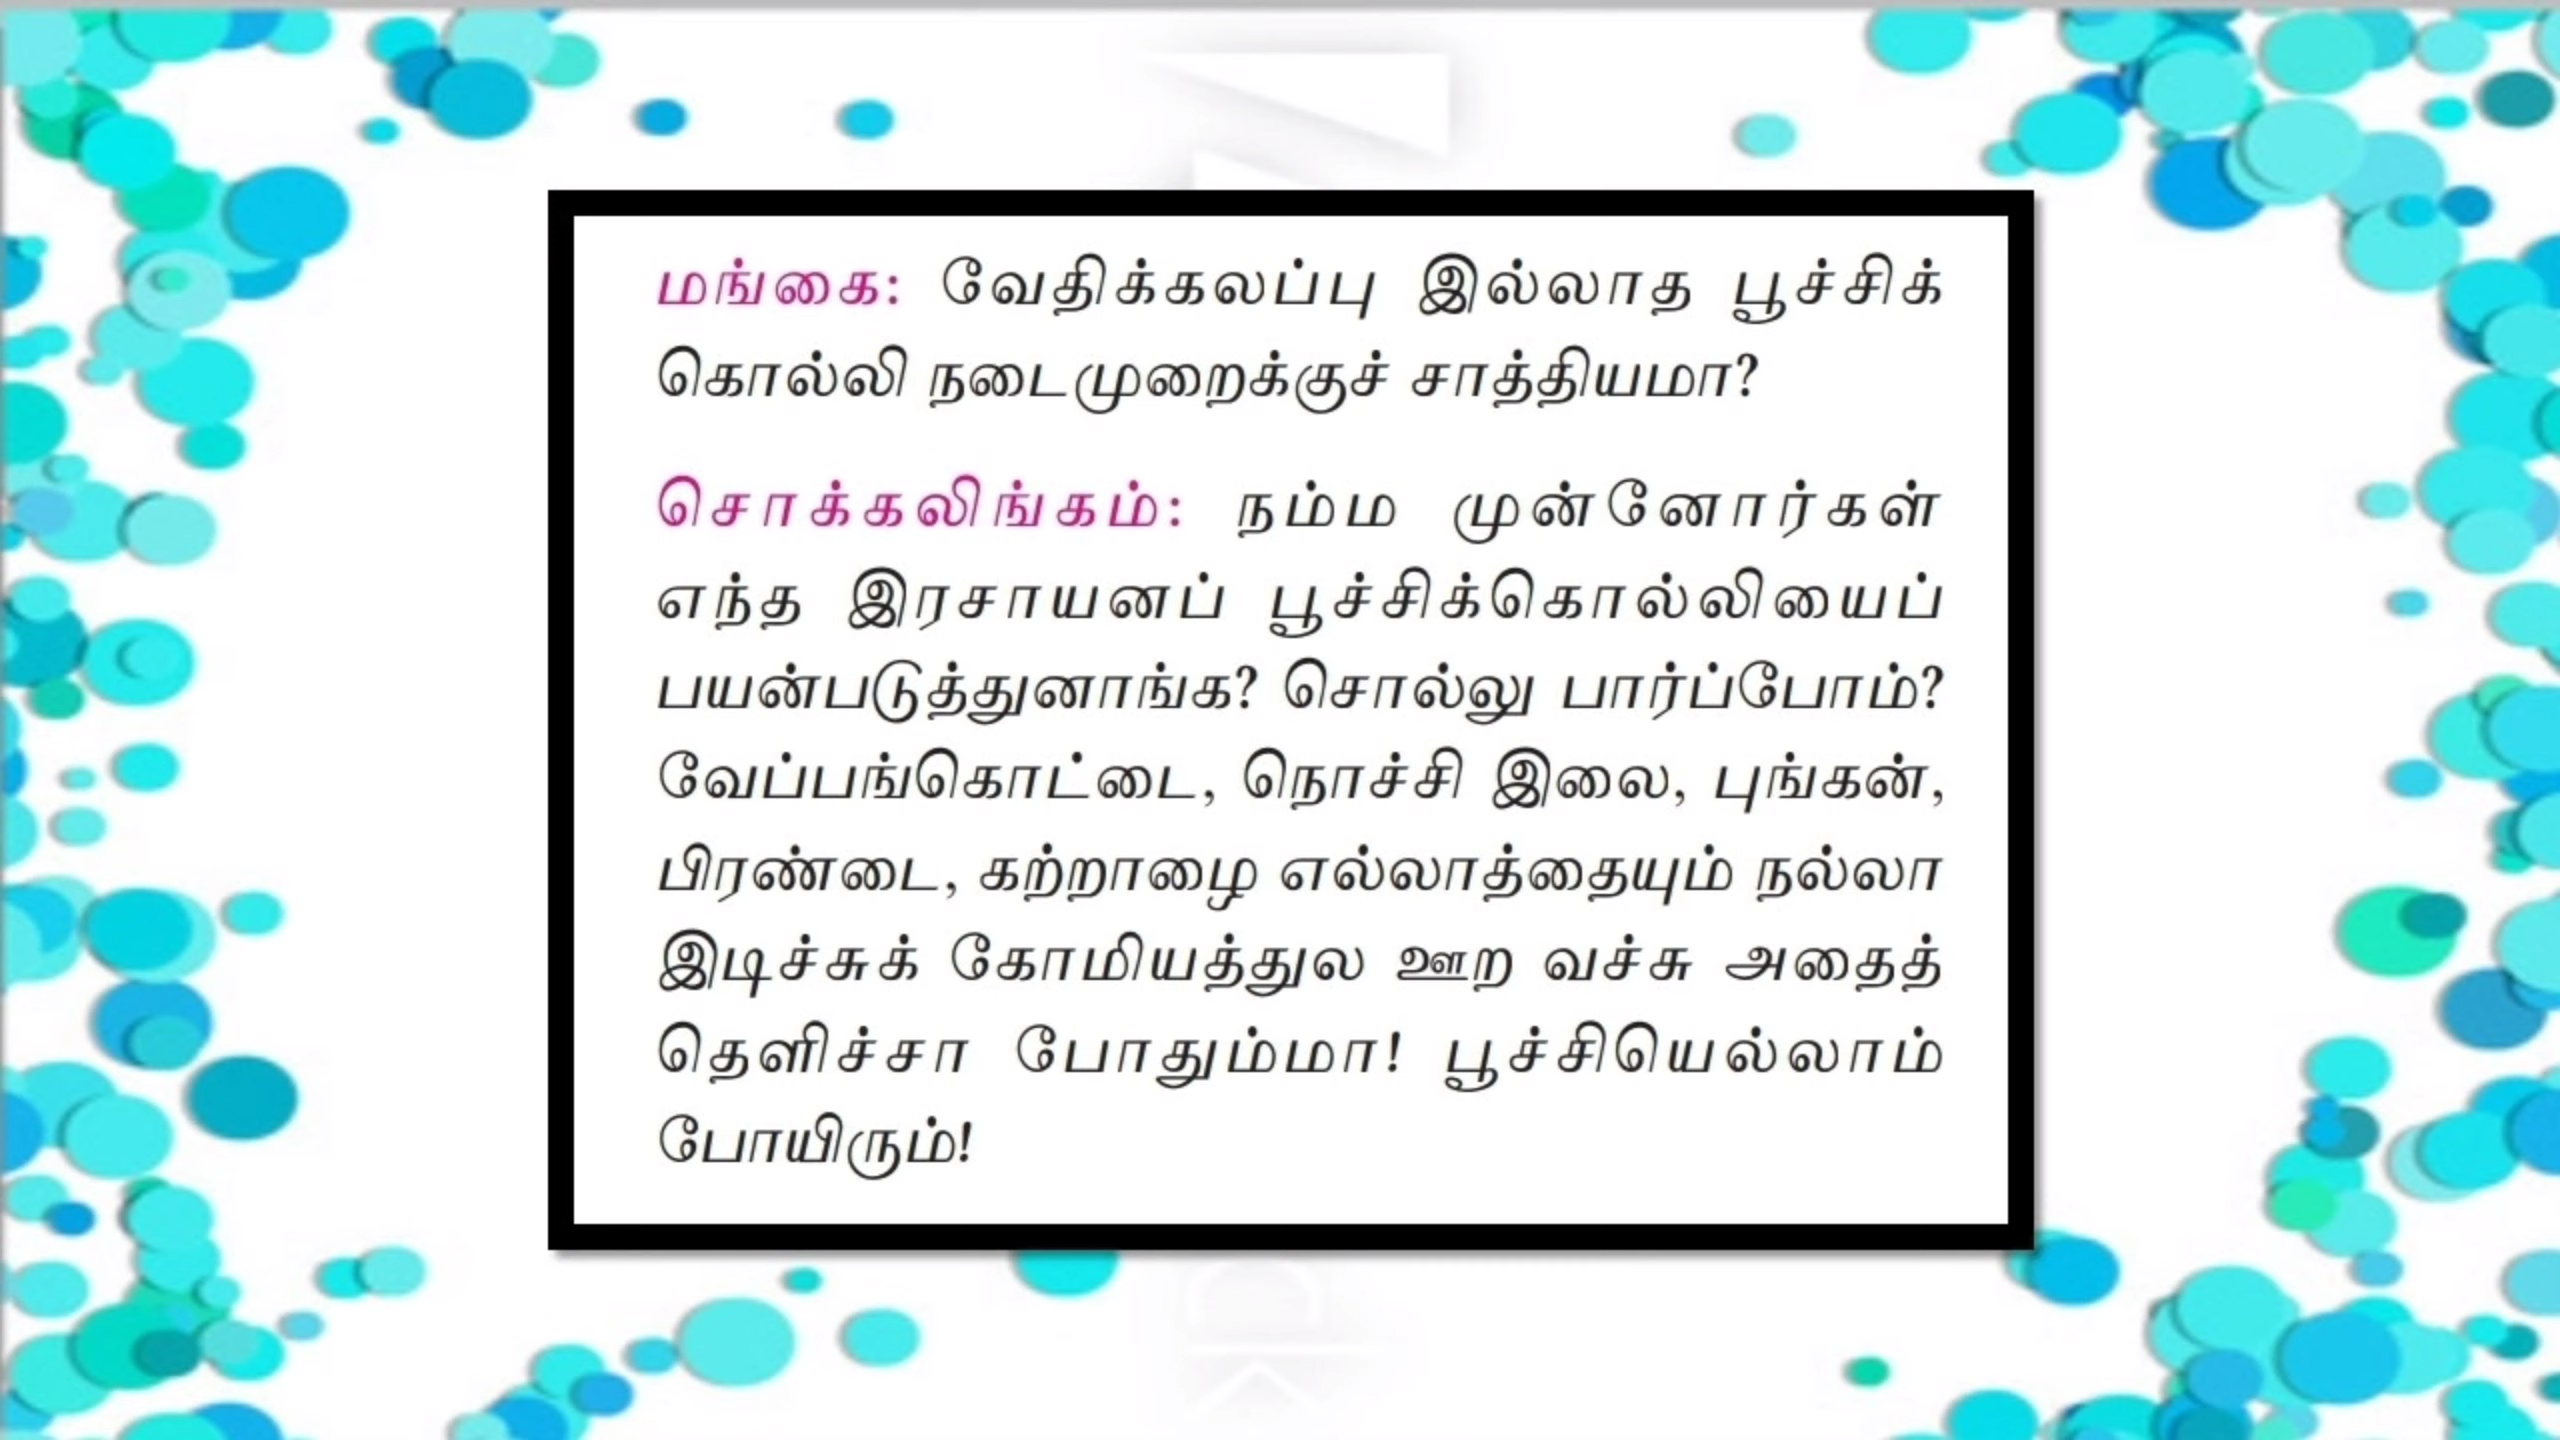 மங்கை: வேதிக்கலப்பு இல்லாத பூச்சிக்
கொல்லி நடைமுறைக்குச் சாத்தியமா?
சொக்கலிங்கம்: நம்ம முன்னோர்கள்
எந்த இரசாயனப் பூச்சிக்கொல்லியைப்
பயன்படுத்துனாங்க? சொல்லு பார்ப்போம்?
வேப்பங்கொட்டை, நொச்சி இலை, புங்கன்,
பிரண்டை, கற்றாழை எல்லாத்தையும் நல்லா
இடிச்சுக் கோமியத்துல ஊற வச்சு அதைத்
தெளிச்சா போதும்மா! பூச்சியெல்லாம்
போயிரும்!